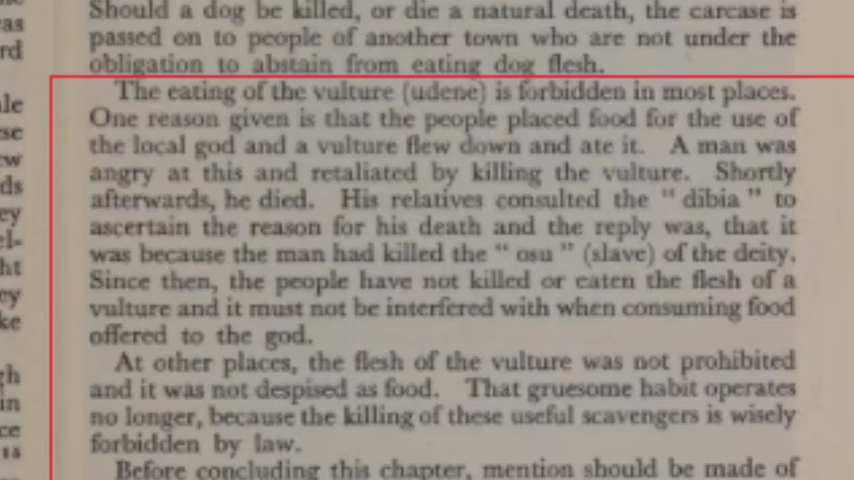 Should a dog be killed, or die a natural death, the carcase is
passed on to people of another town who are not under the
obligation to abstain from eating dog flesh.
The eating of the vulture (udene) is forbidden in most places.
One reason given is that the people placed food for the use of
the local god and a vulture flew down and ate it. A man was
angry at this and retaliated by killing the vulture. Shortly
afterwards, he died. His relatives consulted the “ dibia ” to
ascertain the reason for his death and the reply was, that it
was because the man had killed the “ osu ” (slave) of the deity.
Since then, the people have not killed or eaten the flesh of a
vulture and it must not be interfered with when consuming food
offered to the god.
At other places, the flesh of the vulture was not prohibited
and it was not despised as food. That gruesome habit operates
no longer, because the killing of these useful scavengers is wisely
forbidden by law.
Before concluding this chapter, mention should be made of